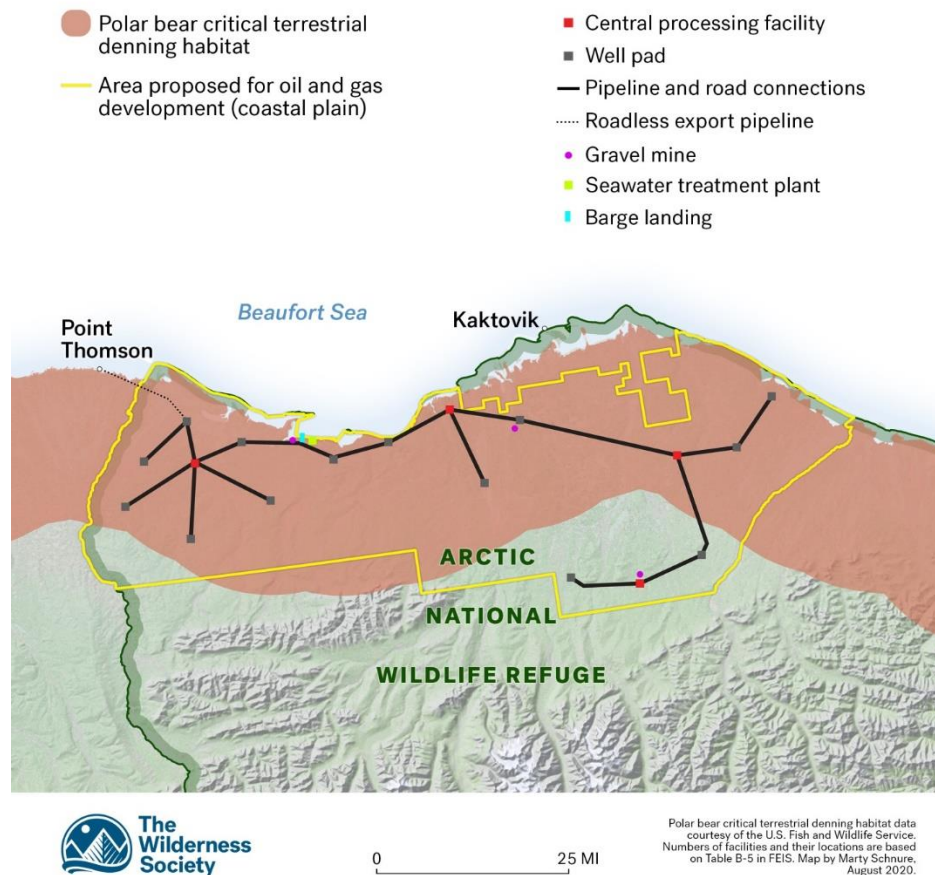 Polar bear critical terrestrial
denning habitat
Area proposed for oil and gas
development (coastal plain)
Central processing facility
Well pad
Pipeline and road connections
Roadless export pipeline
Gravel mine
Seawater treatment plant
Barge landing
Beaufort Sea
Point
Thomson
Kaktovik
ARCTIC
NATIONAL
WILDLIFE REFUGE
The
Wilderness
Society
0 25 MI
Polar bear critical terrestrial denning habitat data
courtesy of the U.S. Fish and Wildlife Service.
Numbers of facilities and their locations are based
on Table B-5 in FEIS. Map by Marty Schnure,
August 2020.